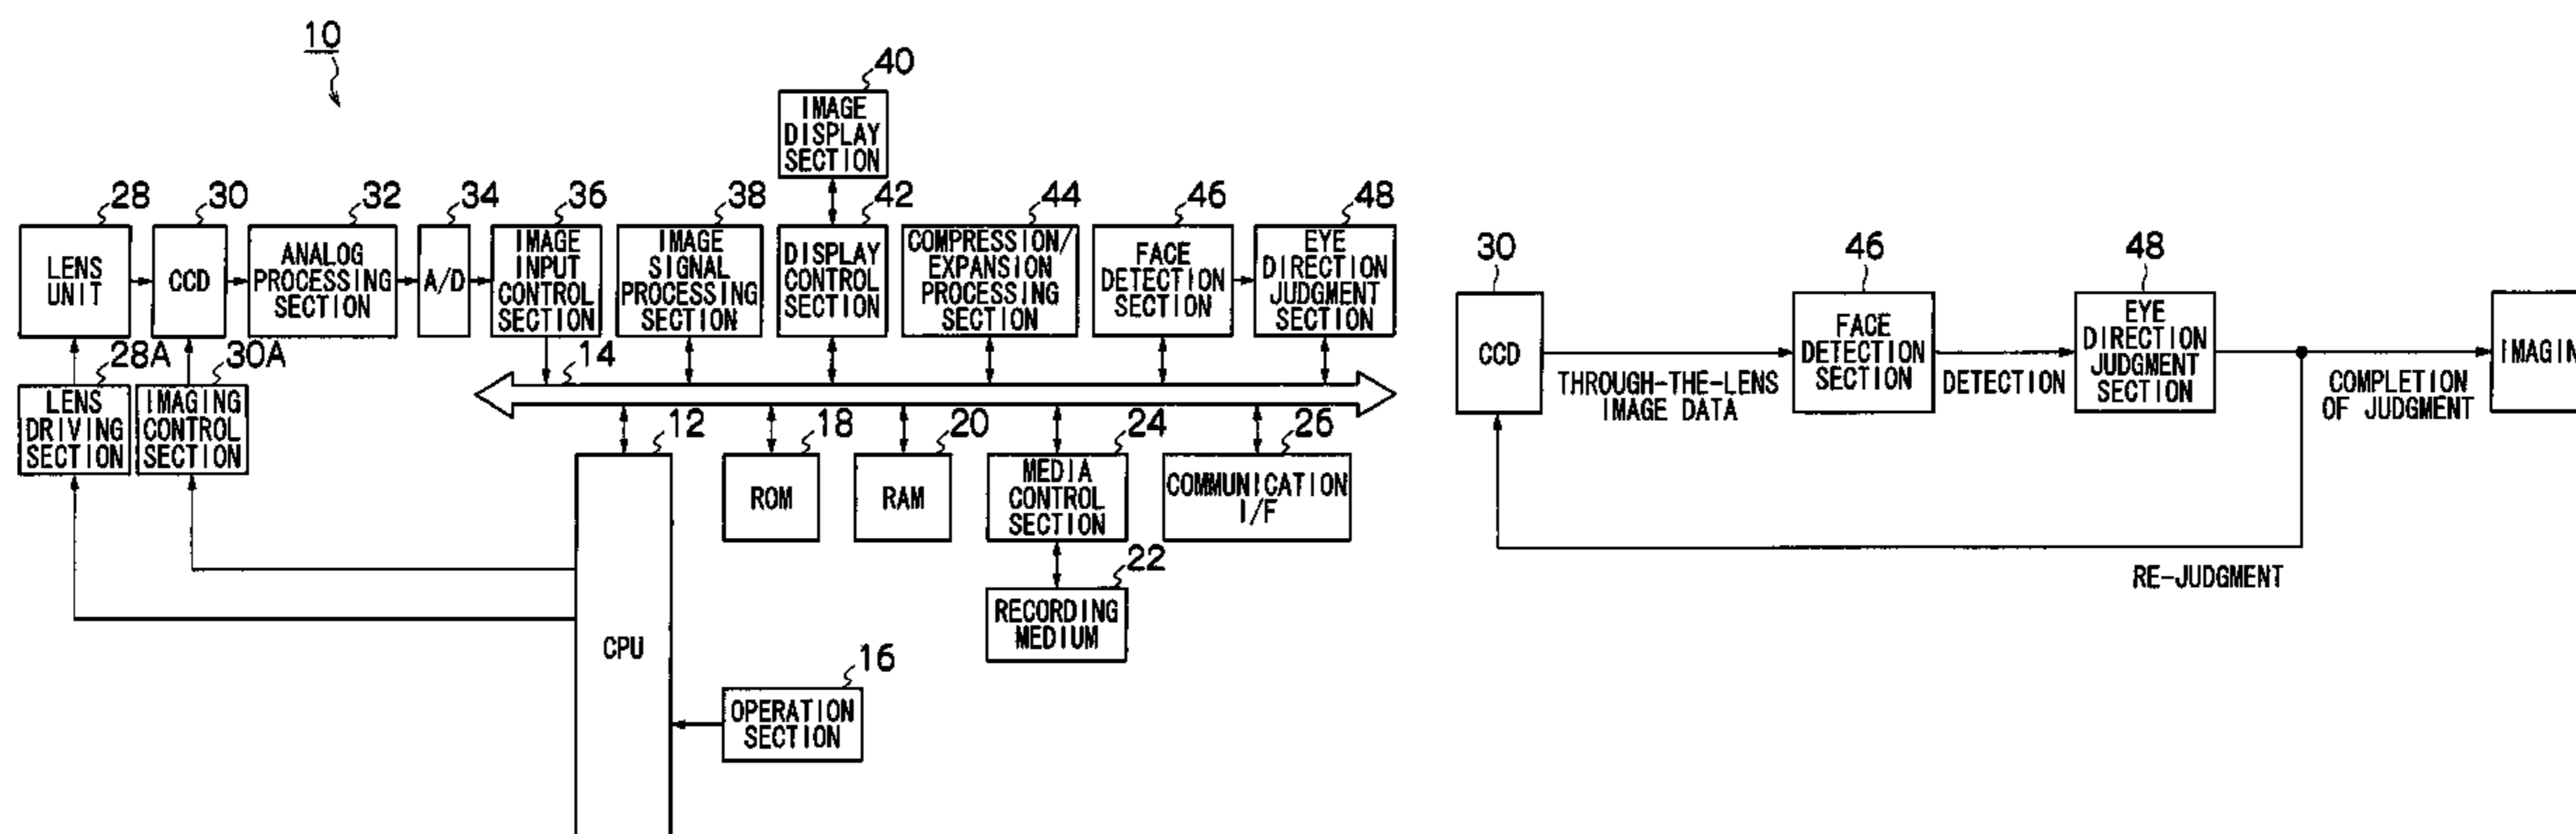 10
40
IMAGE
DISPLAY
SECTION
28
30
32
34
36
38
42
44
46
48
LENS
UNIT
CCD
ANALOG
PROCESSING
SECTION
A/D
IMAGE
INPUT
CONTROL
SECTION
IMAGE
SIGNAL
PROCESSING
SECTION
DISPLAY
CONTROL
SECTION
COMPRESSION/
EXPANSION
PROCESSING
SECTION
FACE
DETECTION
SECTION
EYE
DIRECTION
JUDGMENT
SECTION
28A
30A
14
LENS
DRIVING
SECTION
IMAGING
CONTROL
SECTION
12
18
20
24
26
CPU
ROM
RAM
MEDIA
CONTROL
SECTION
COMMUNICATION
I/F
22
RECORDING
MEDIUM
16
OPERATION
SECTION
30
46
48
CCD
THROUGH-THE-LENS
IMAGE DATA
FACE
DETECTION
SECTION
DETECTION
EYE
DIRECTION
JUDGMENT
SECTION
COMPLETION
OF JUDGMENT
RE-JUDGMENT